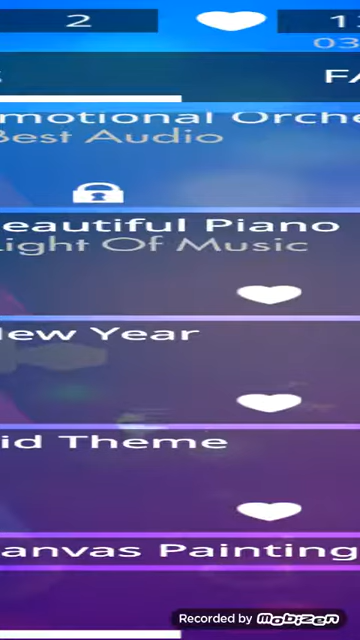 2
03
FA
motional Orche
Best Audio
eautiful Piano
Light Of Music
New Year
id Theme
anvas Painting
Recorded by Mobizen